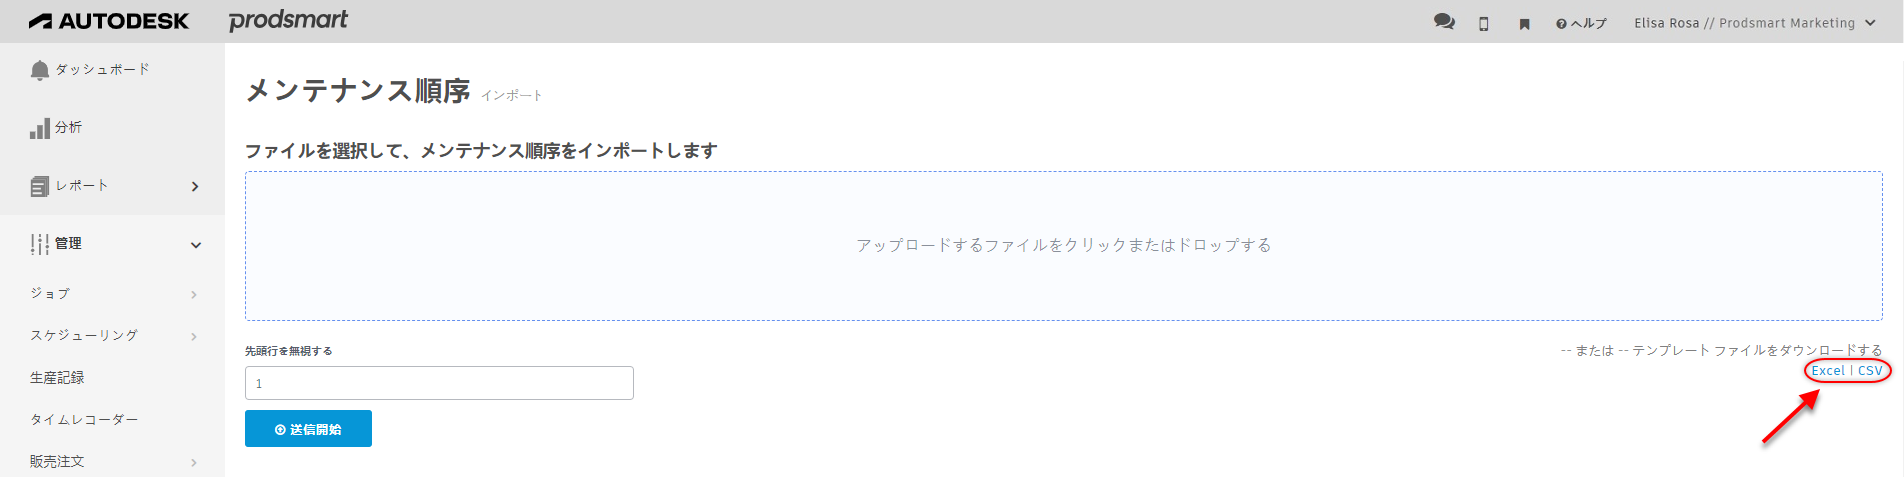 AUTODESK prodsmart ヘルプ Elisa Rosa // Prodsmart Marketing
ダッシュボード
分析
レポート
管理
ジョブ
スケジューリング
生産記録
タイムレコーダー
販売注文
メンテナンス順序 インポート
ファイルを選択して、メンテナンス順序をインポートします
アップロードするファイルをクリックまたはドロップする
先頭行を無視する
1
送信開始
-- または -- テンプレート ファイルをダウンロードする
Excel | CSV